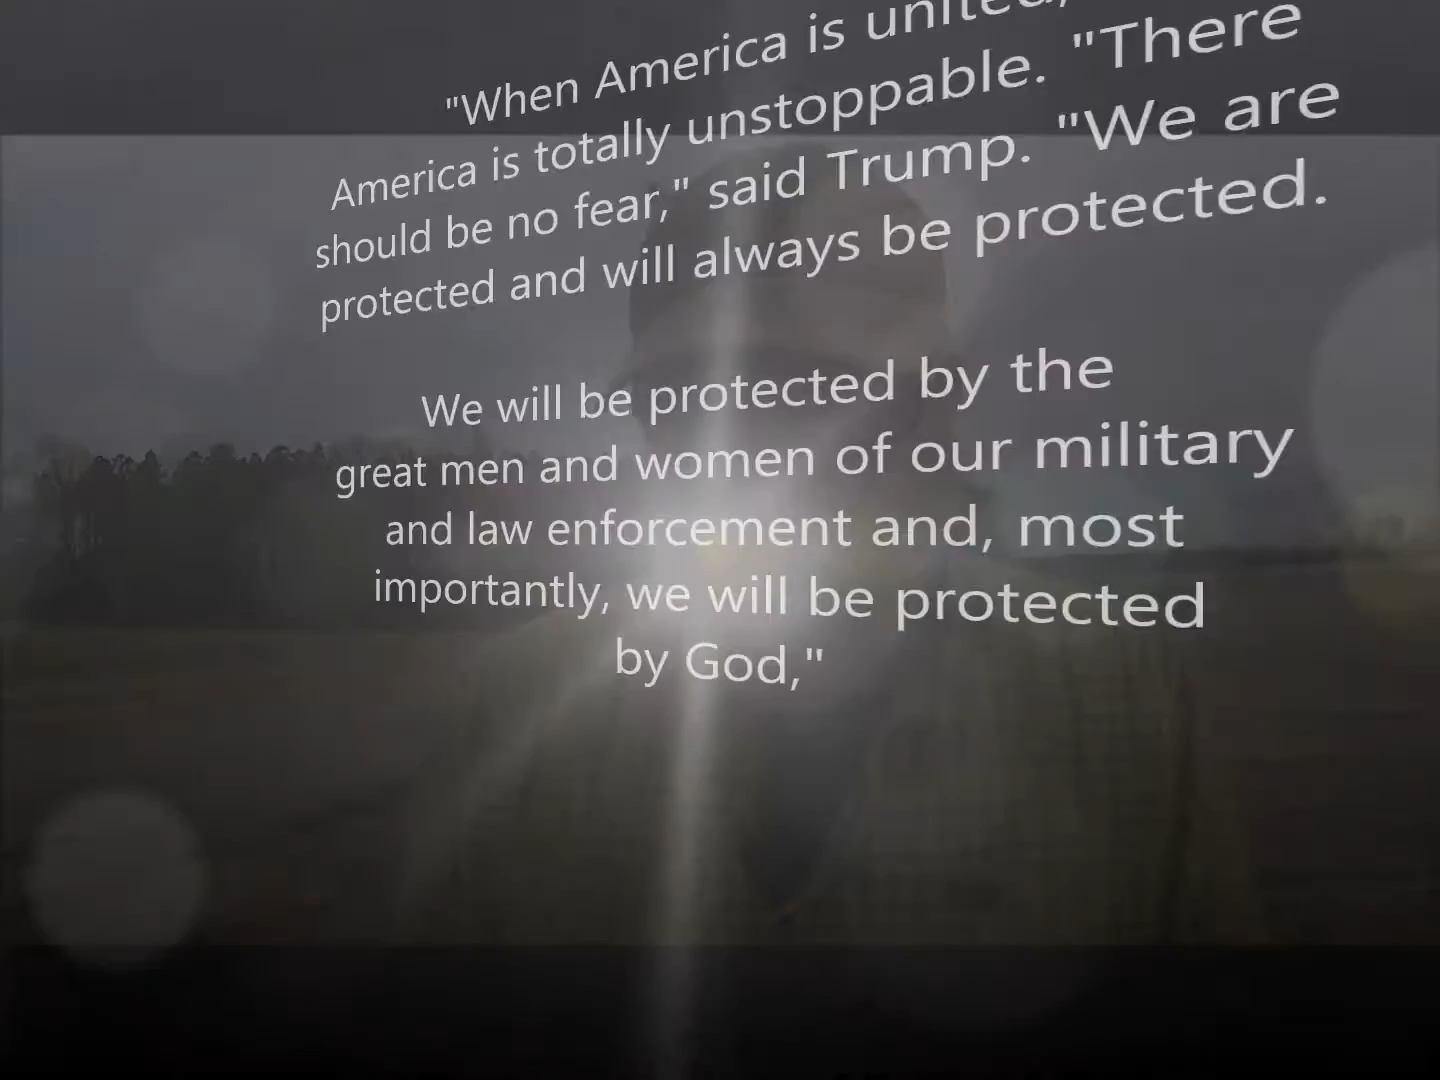 "When America is united,
America is totally unstoppable. "There
should be no fear," said Trump. "We are
protected and will always be protected.
We will be protected by the
great men and women of our military
and law enforcement and, most
importantly, we will be protected
by God,"